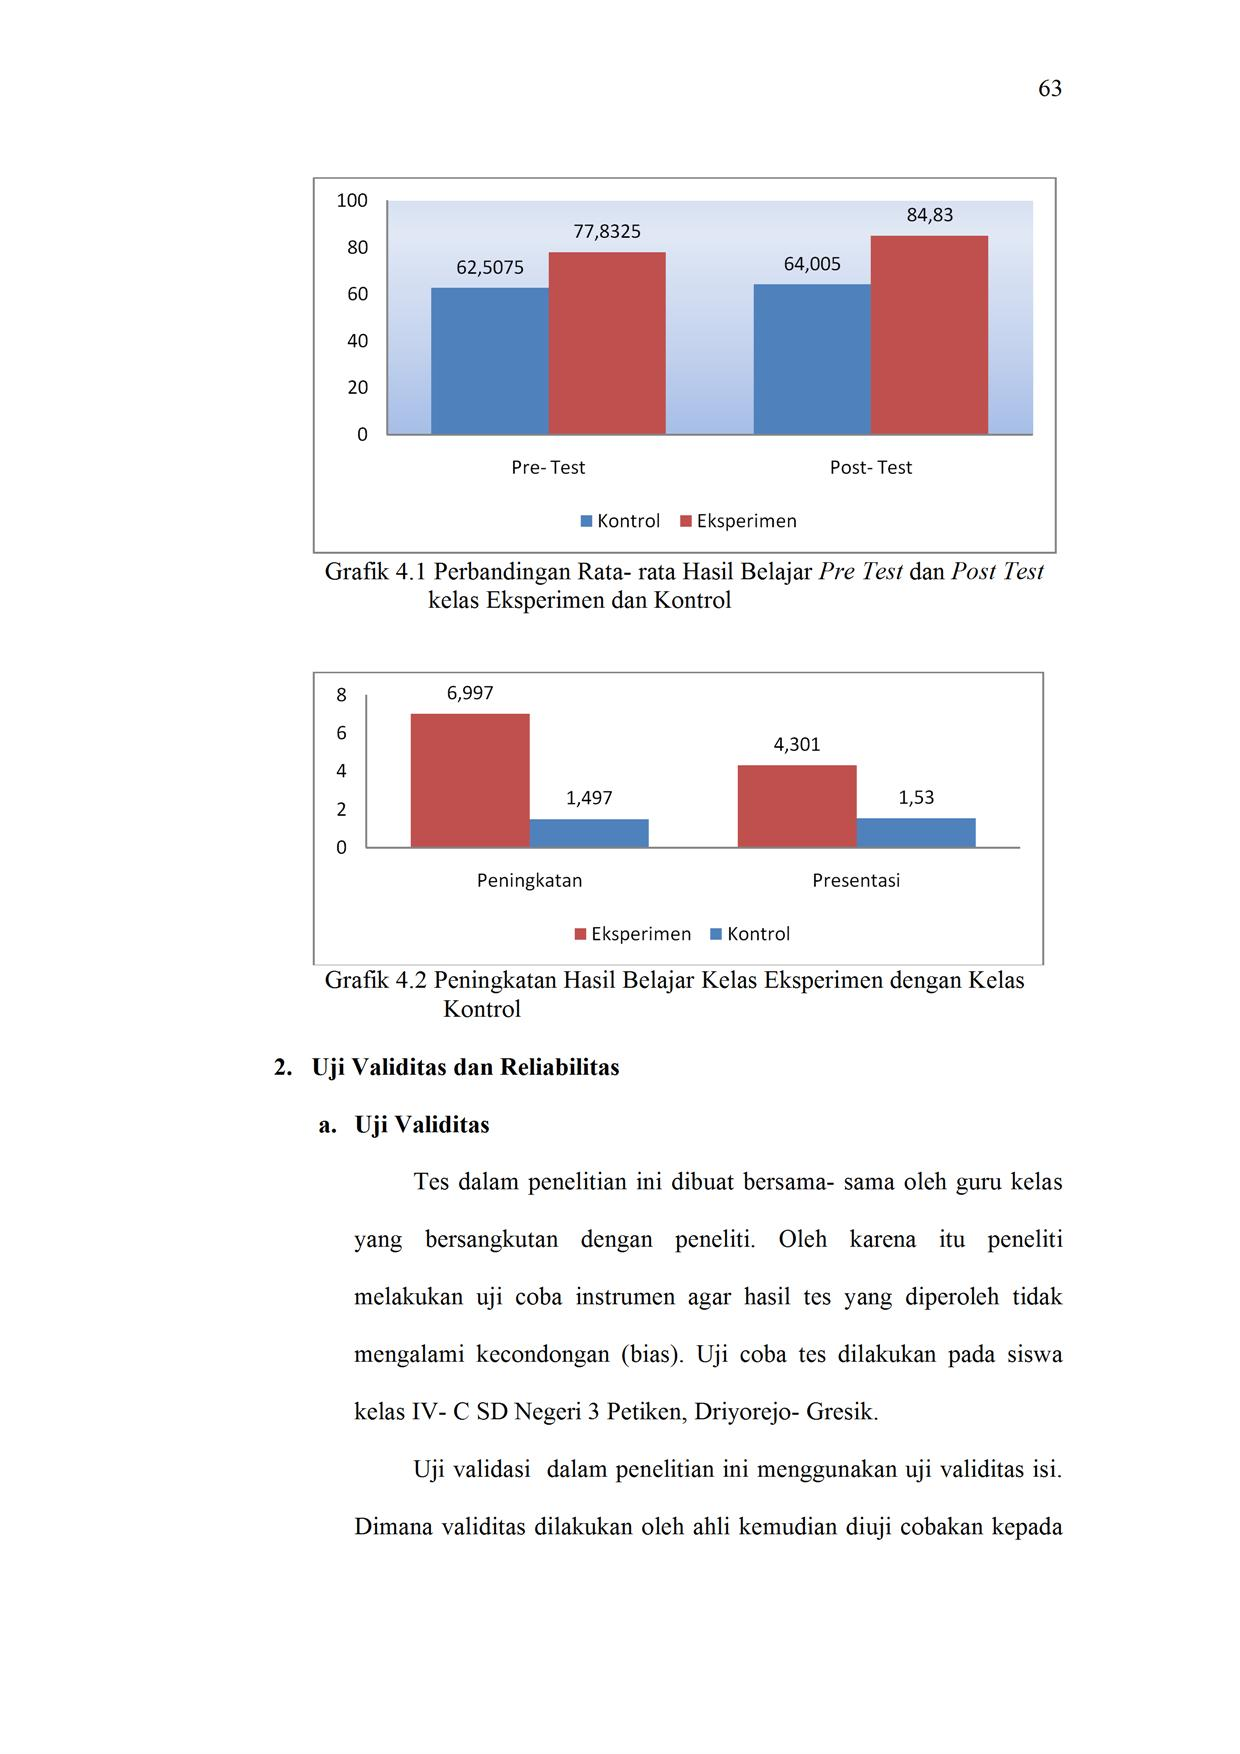 63
100
80
60
40
20
0
62,5075
77,8325
64,005
84,83
Pre- Test
Post- Test
Kontrol
Eksperimen
Grafik 4.1 Perbandingan Rata- rata Hasil Belajar Pre Test dan Post Test
kelas Eksperimen dan Kontrol
8
6
4
2
0
6,997
1,497
4,301
1,53
Peningkatan
Presentasi
Eksperimen
Kontrol
Grafik 4.2 Peningkatan Hasil Belajar Kelas Eksperimen dengan Kelas
Kontrol
2. Uji Validitas dan Reliabilitas
a. Uji Validitas
Tes dalam penelitian ini dibuat bersama- sama oleh guru kelas
yang bersangkutan dengan peneliti. Oleh karena itu peneliti
melakukan uji coba instrumen agar hasil tes yang diperoleh tidak
mengalami kecondongan (bias). Uji coba tes dilakukan pada siswa
kelas IV- C SD Negeri 3 Petiken, Driyorejo- Gresik.
Uji validasi dalam penelitian ini menggunakan uji validitas isi.
Dimana validitas dilakukan oleh ahli kemudian diuji cobakan kepada